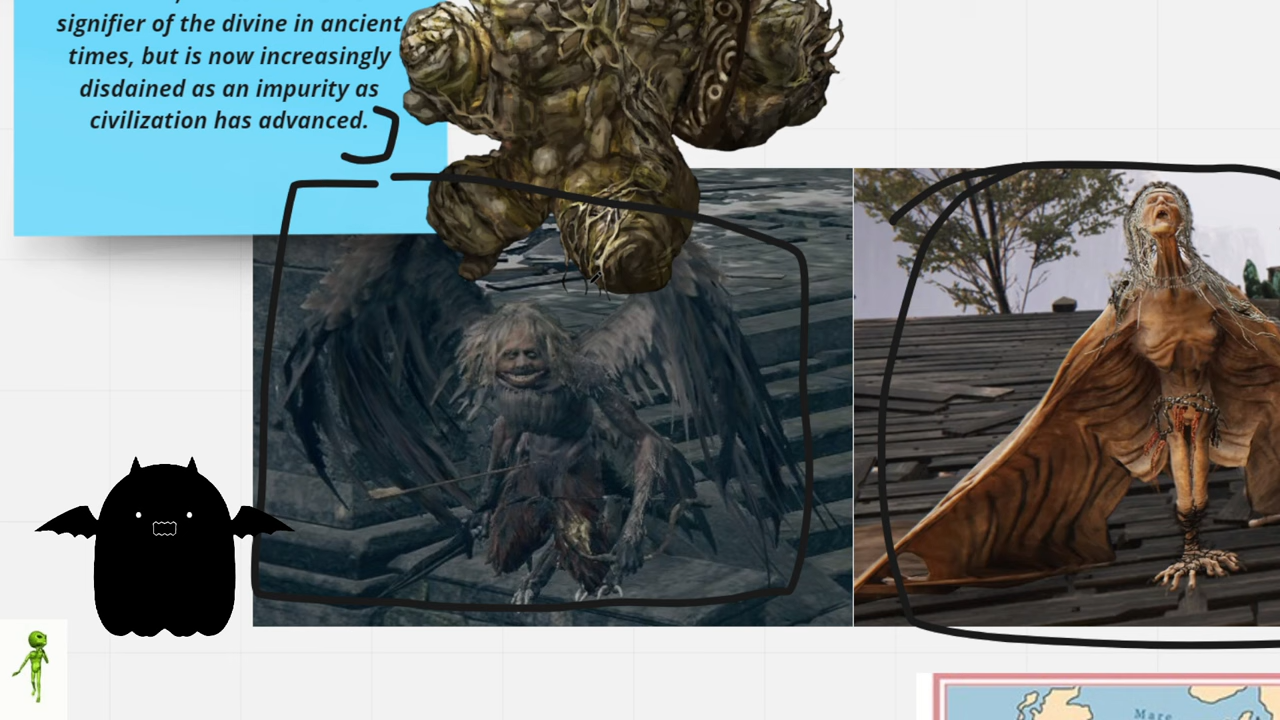 signifier of the divine in ancient
times, but is now increasingly
disdained as an impurity as
civilization has advanced.
Mare